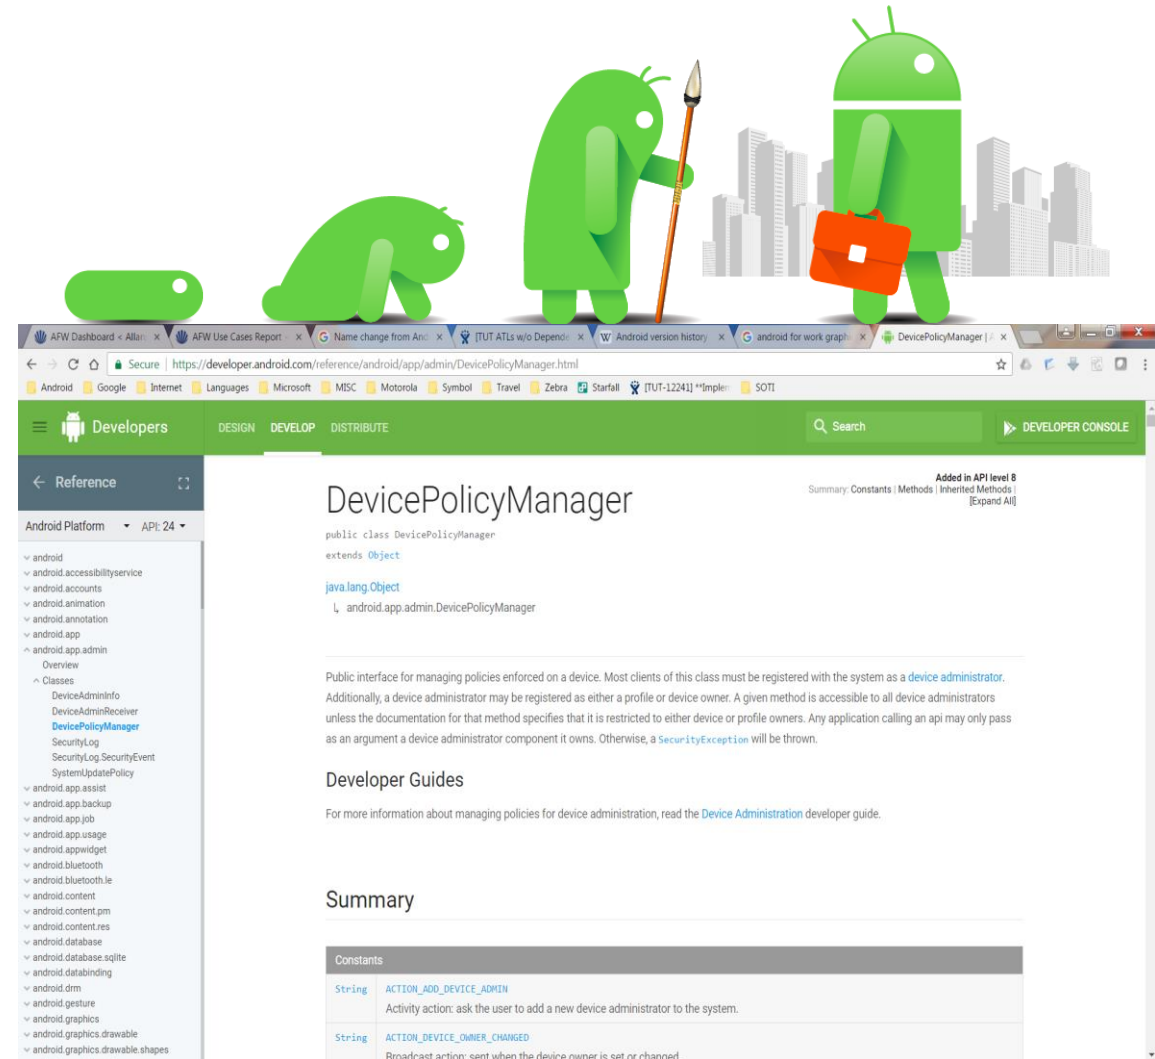 AFW Dashboard < Allian
AFW Use Cases Report -
Name change from And
[TUT ATLs w/o Depende
Android version history
android for work graph
DevicePolicyManager | A
Secure | https://developer.android.com/reference/android/app/admin/DevicePolicyManager.html
Android Google Internet Languages Microsoft MISC Motorola Symbol Travel Zebra Starfall [TUT-12241] **Implem SOTI
Developers DESIGN DEVELOP DISTRIBUTE Search DEVELOPER CONSOLE
Reference
Android Platform API: 24
android
android.accessibilityservice
android.accounts
android.animation
android.annotation
android.app
android.app.admin
Overview
Classes
DeviceAdminInfo
DeviceAdminReceiver
DevicePolicyManager
SecurityLog
SecurityLog.SecurityEvent
SystemUpdatePolicy
android.app.assist
android.app.backup
android.app.job
android.app.usage
android.appwidget
android.bluetooth
android.bluetooth.le
android.content
android.content.pm
android.content.res
android.database
android.database.sqlite
android.databinding
android.drm
android.gesture
android.graphics
android.graphics.drawable
android.graphics.drawable.shapes
Added in API level 8
Summary: Constants | Methods | Inherited Methods |
[Expand All]
DevicePolicyManager
public class DevicePolicyManager
extends Object
java.lang.Object
↳ android.app.admin.DevicePolicyManager
Public interface for managing policies enforced on a device. Most clients of this class must be registered with the system as a device administrator.
Additionally, a device administrator may be registered as either a profile or device owner. A given method is accessible to all device administrators
unless the documentation for that method specifies that it is restricted to either device or profile owners. Any application calling an api may only pass
as an argument a device administrator component it owns. Otherwise, a SecurityException will be thrown.
Developer Guides
For more information about managing policies for device administration, read the Device Administration developer guide.
Summary
Constants
String ACTION_ADD_DEVICE_ADMIN
Activity action: ask the user to add a new device administrator to the system.
String ACTION_DEVICE_OWNER_CHANGED
Broadcast action: sent when the device owner is set or changed.